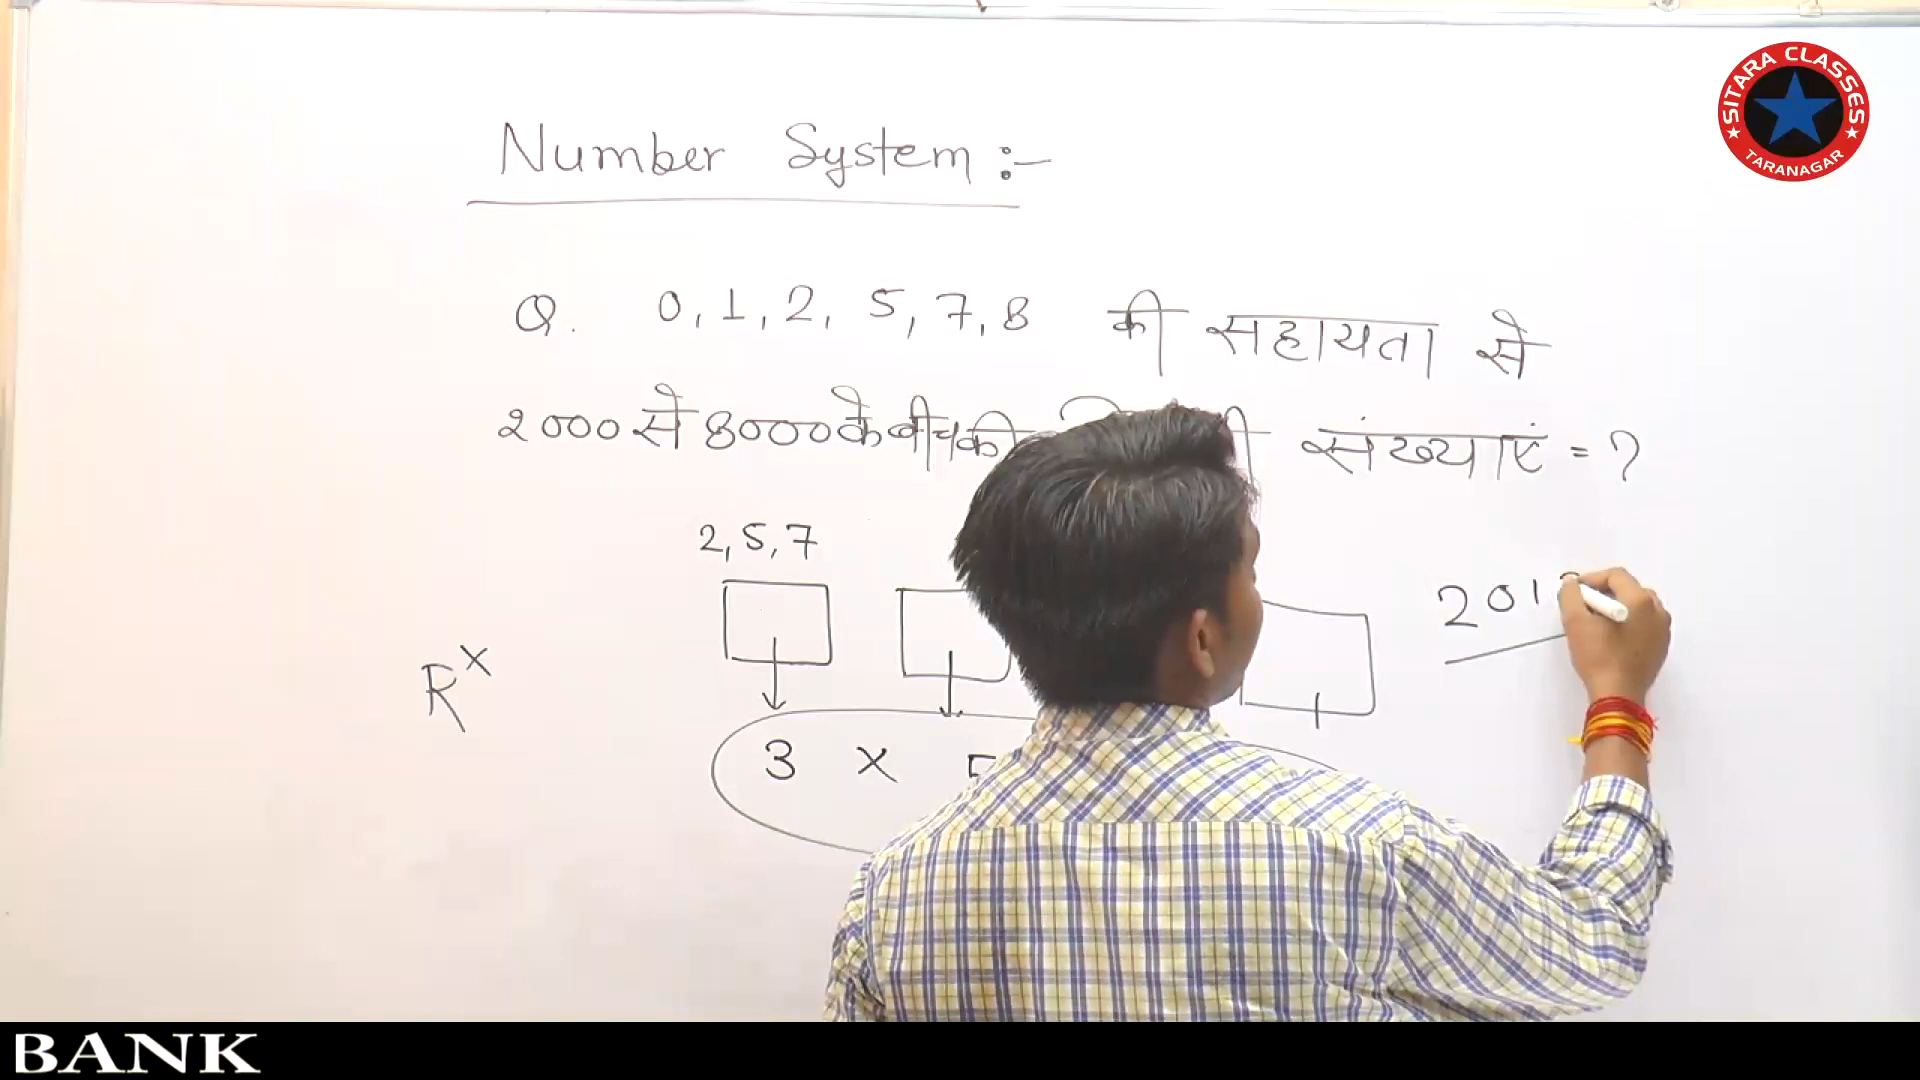 SITARA CLASSES
TARANAGAR
Number System :-
Q. 0, 1, 2, 5, 7, 8 की सहायता से
2000 से 8000 के बीच की संख्याएं = ?
2, 5, 7
201
R×
3 × 5
BANK